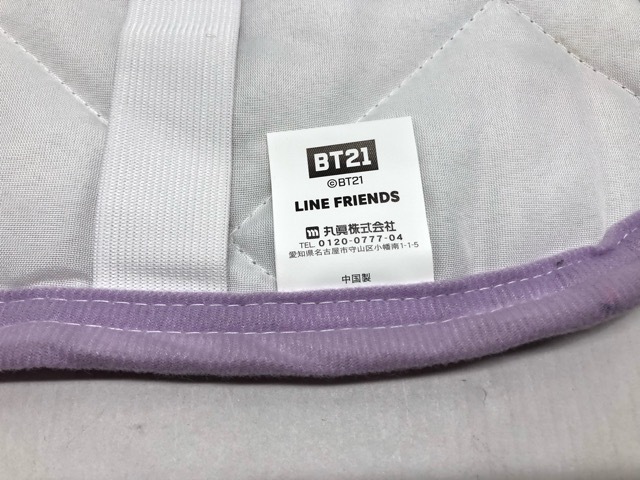 BT21
©BT21
LINE FRIENDS
m 丸眞株式会社
TEL. 0120-0777-04
愛知県名古屋市守山区小幡南1-1-5
中国製